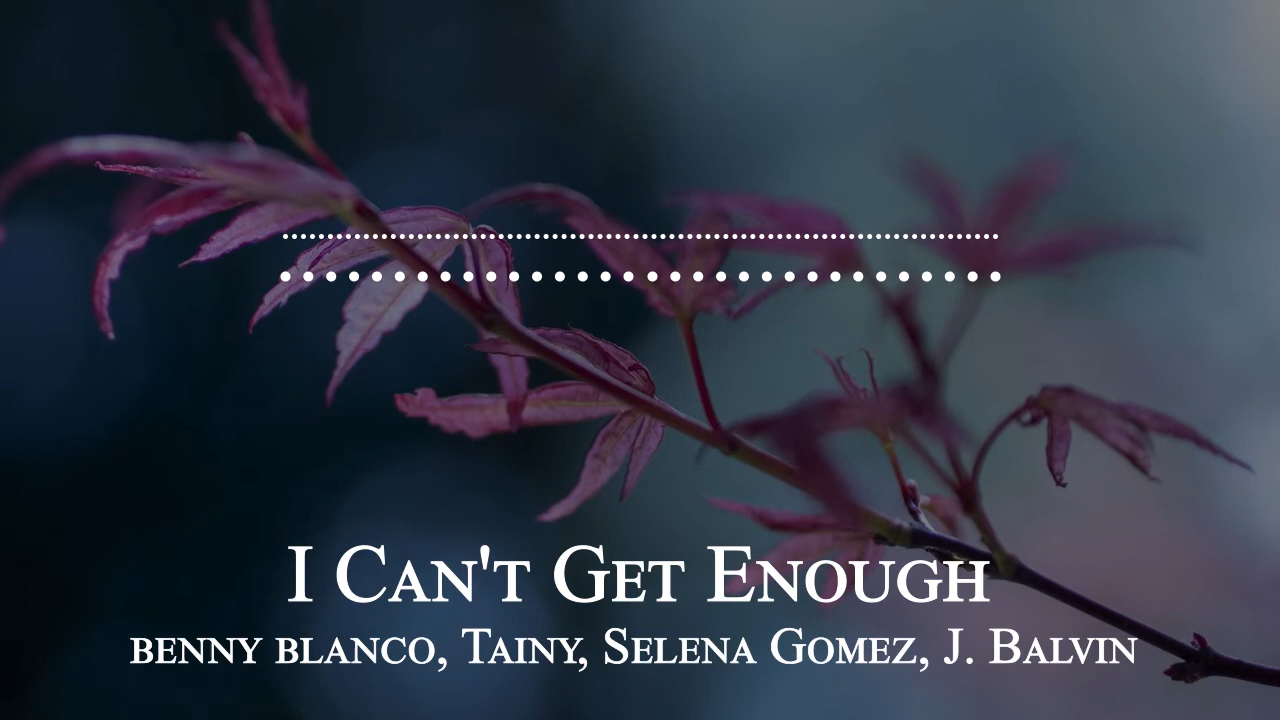 I Can't Get Enough
benny blanco, Tainy, Selena Gomez, J. Balvin